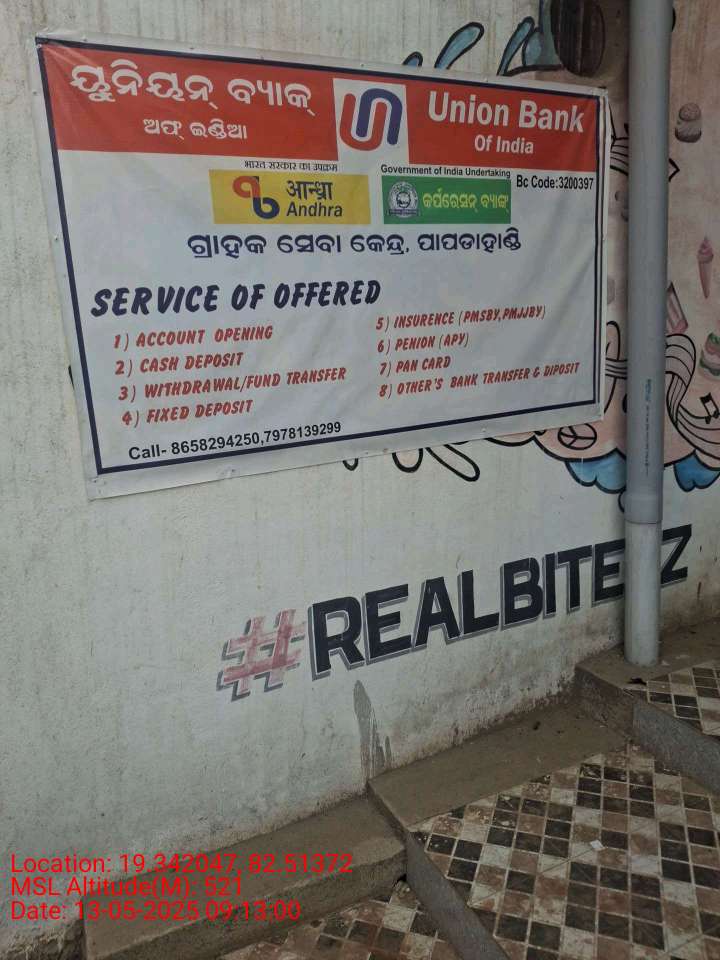 ୟୁନିୟନ୍ ବ୍ୟାଙ୍କ୍
ଅଫ୍ ଇଣ୍ଡିଆ
Union Bank
Of India
भारत सरकार का उपक्रम
Government of India Undertaking
Bc Code:3200397
आन्ध्रा
Andhra
କର୍ପରେସନ୍ ବ୍ୟାଙ୍କ୍
ଗ୍ରାହକ ସେବା କେନ୍ଦ୍ର, ପାପଡାହାଣ୍ଡି
SERVICE OF OFFERED
1) ACCOUNT OPENING
2) CASH DEPOSIT
3) WITHDRAWAL/FUND TRANSFER
4) FIXED DEPOSIT
5) INSURENCE (PMSBY,PMJJBY)
6) PENION (APY)
7) PAN CARD
8) OTHER'S BANK TRANSFER & DIPOSIT
Call- 8658294250,7978139299
#REALBITEZ
Location: 19.342047, 82.51372
MSL Altitude(M): 521
Date: 13-05-2025 09:13:00